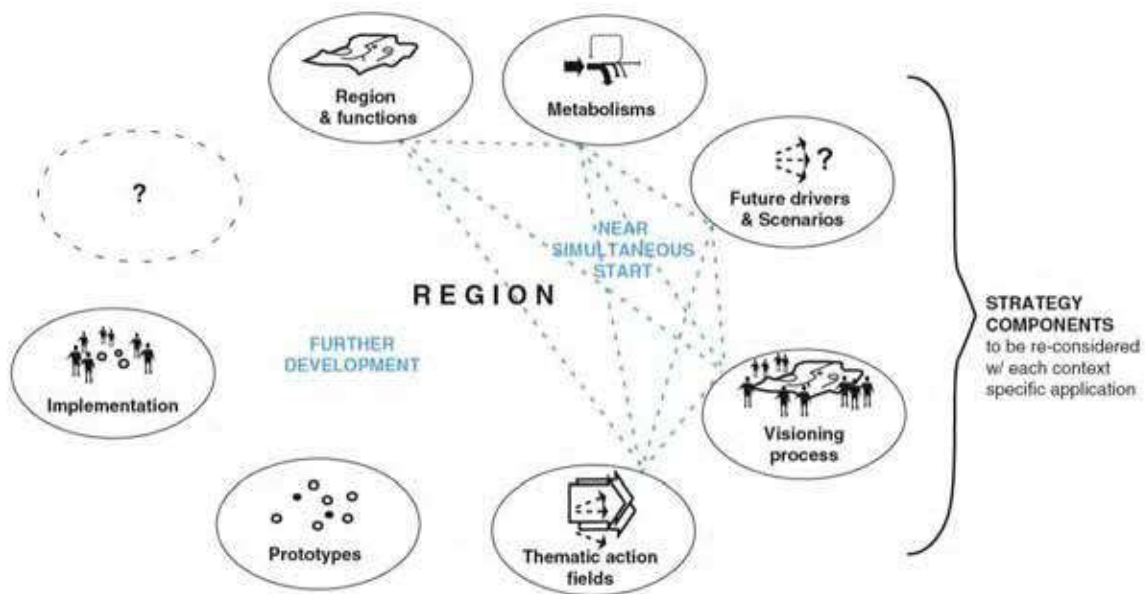 Region
& functions
Metabolisms
?
Future drivers
& Scenarios
?
NEAR
SIMULTANEOUS
START
REGION
STRATEGY
COMPONENTS
to be re-considered
w/ each context
specific application
FURTHER
DEVELOPMENT
Implementation
Visioning
process
Prototypes
Thematic action
fields